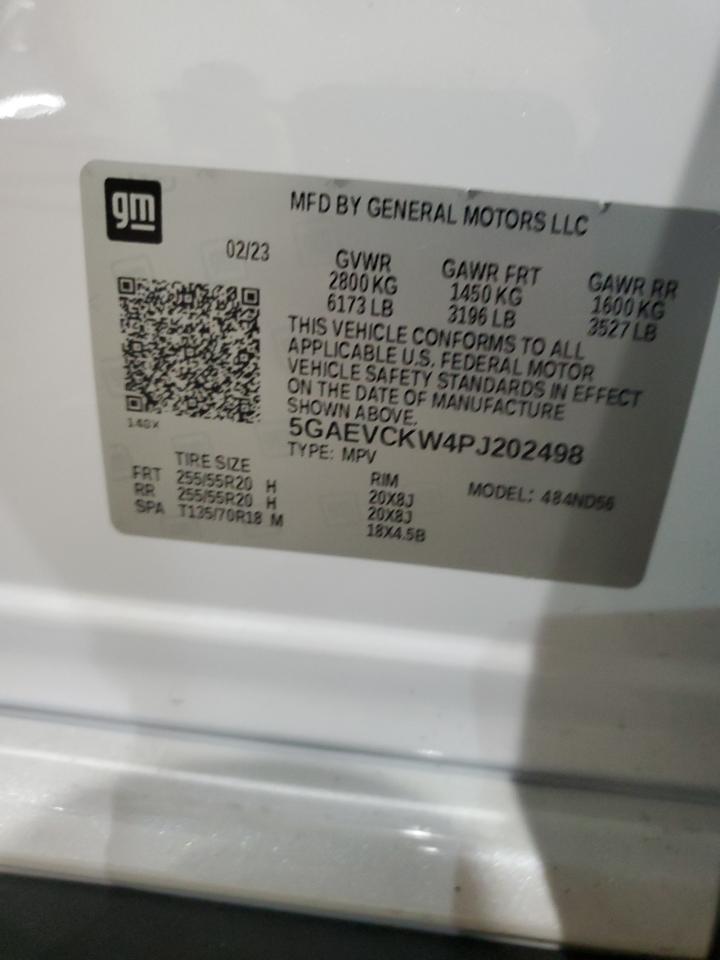 gm
MFD BY GENERAL MOTORS LLC
02/23
GVWR
2800 KG
6173 LB
GAWR FRT
1450 KG
3196 LB
GAWR RR
1600 KG
3527 LB
THIS VEHICLE CONFORMS TO ALL
APPLICABLE U.S. FEDERAL MOTOR
VEHICLE SAFETY STANDARDS IN EFFECT
ON THE DATE OF MANUFACTURE
SHOWN ABOVE.
140X
5GAEVCKW4PJ202498
TYPE: MPV
MODEL: 484ND56
TIRE SIZE RIM
FRT 255/55R20 H 20X8J
RR 255/55R20 H 20X8J
SPA T135/70R18 M 18X4.5B